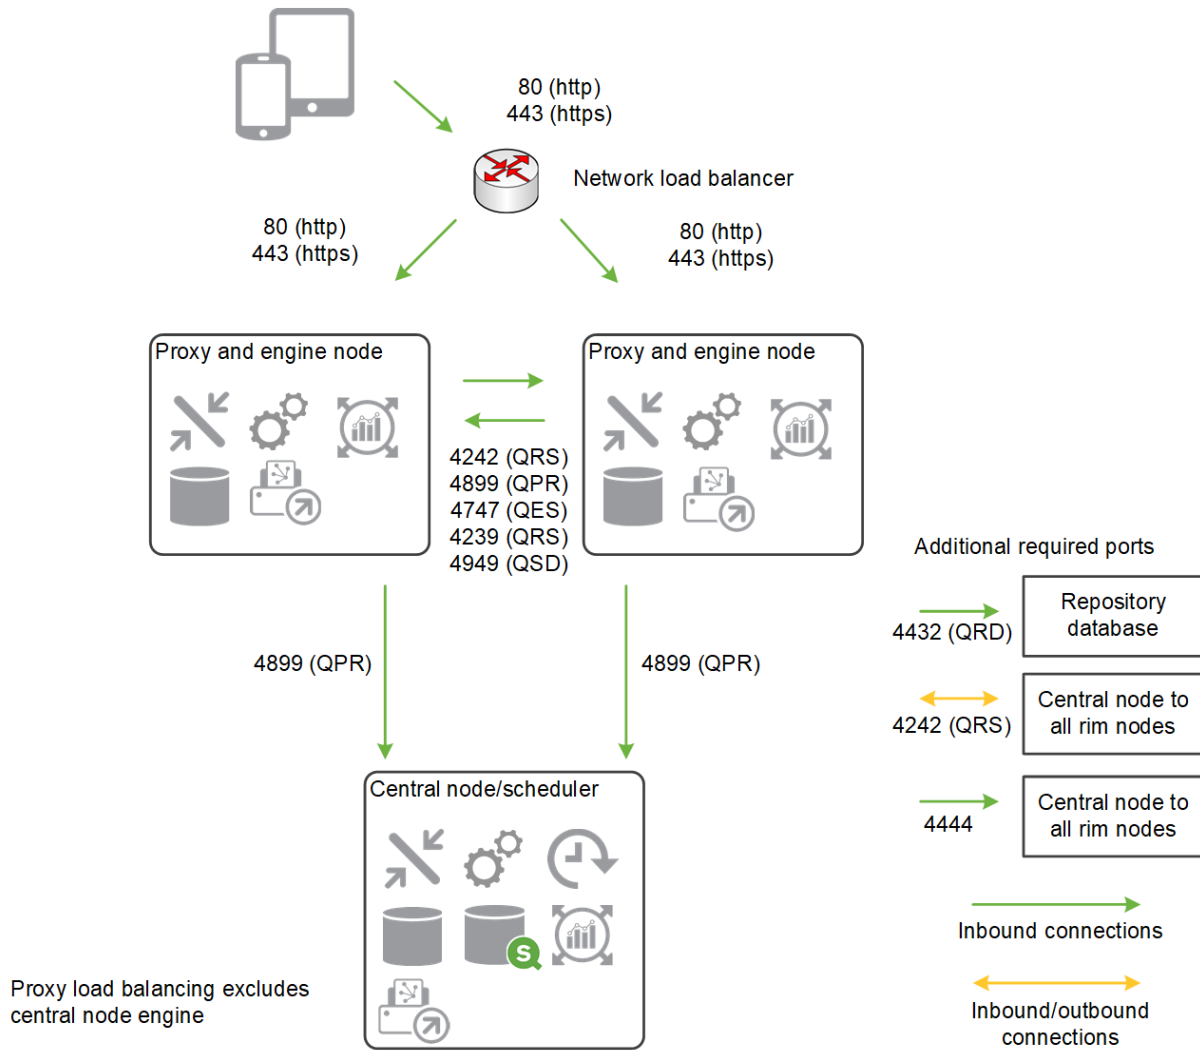 80 (http)
443 (https)
Network load balancer
80 (http)
443 (https)
80 (http)
443 (https)
Proxy and engine node
Proxy and engine node
4242 (QRS)
4899 (QPR)
4747 (QES)
4239 (QRS)
4949 (QSD)
4899 (QPR)
4899 (QPR)
Additional required ports
4432 (QRD)
Repository
database
4242 (QRS)
Central node to
all rim nodes
4444
Central node to
all rim nodes
Inbound connections
Inbound/outbound
connections
Central node/scheduler
S
Proxy load balancing excludes
central node engine